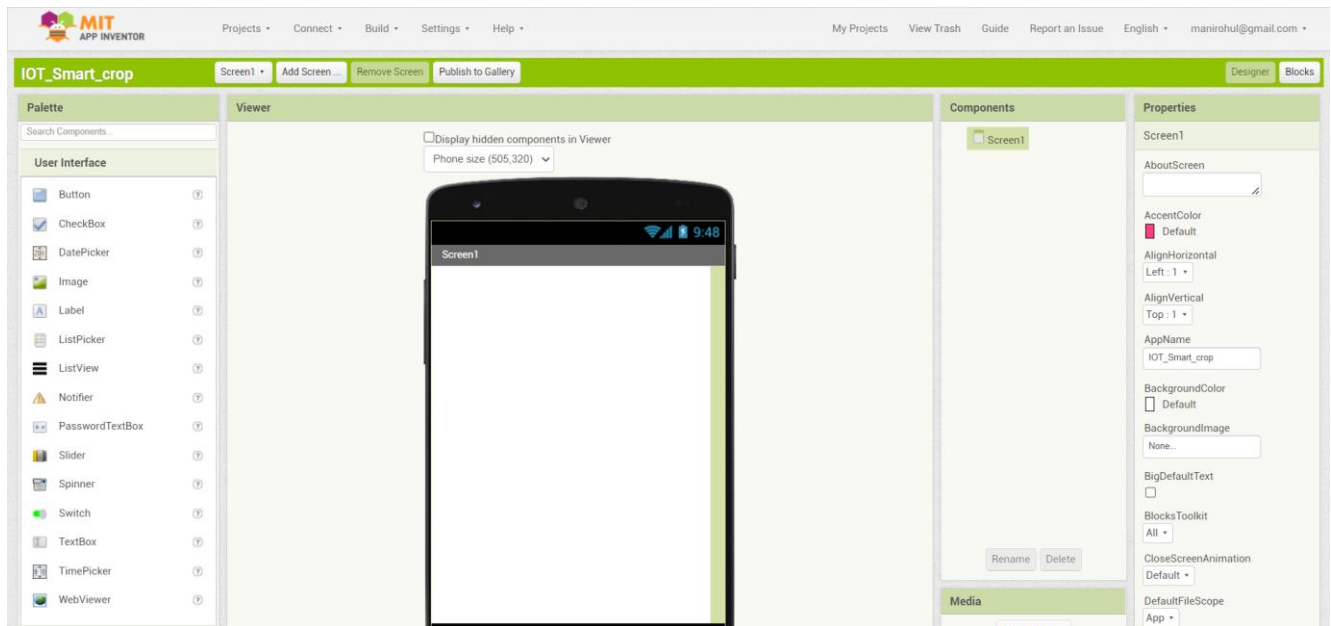 MIT
APP INVENTOR
Projects Connect Build Settings Help My Projects View Trash Guide Report an Issue English manirohul@gmail.com
IOT_Smart_crop Screen1 Add Screen ... Remove Screen Publish to Gallery Designer Blocks
Palette
Search Components...
User Interface
Button
CheckBox
DatePicker
Image
Label
ListPicker
ListView
Notifier
PasswordTextBox
Slider
Spinner
Switch
TextBox
TimePicker
WebViewer
Viewer
Display hidden components in Viewer
Phone size (505,320)
9:48
Screen1
Components
Screen1
Rename Delete
Media
Properties
Screen1
AboutScreen
AccentColor
Default
AlignHorizontal
Left : 1
AlignVertical
Top : 1
AppName
IOT_Smart_crop
BackgroundColor
Default
BackgroundImage
None...
BigDefaultText
BlocksToolkit
All
CloseScreenAnimation
Default
DefaultFileScope
App